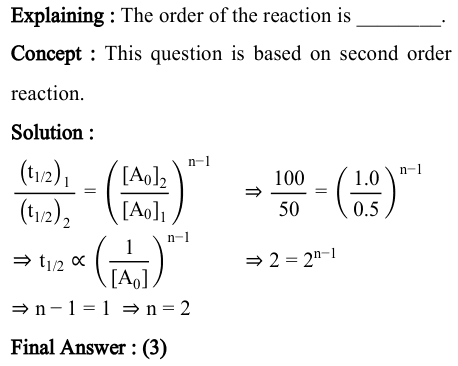 Explaining : The order of the reaction is ________.
Concept : This question is based on second order
reaction.
Solution :
(t₁/₂)₁ / (t₁/₂)₂ = ([A₀]₂ / [A₀]₁)ⁿ⁻¹ ⇒ 100 / 50 = (1.0 / 0.5)ⁿ⁻¹
⇒ t₁/₂ ∝ (1 / [A₀])ⁿ⁻¹ ⇒ 2 = 2ⁿ⁻¹
⇒ n − 1 = 1 ⇒ n = 2
Final Answer : (3)